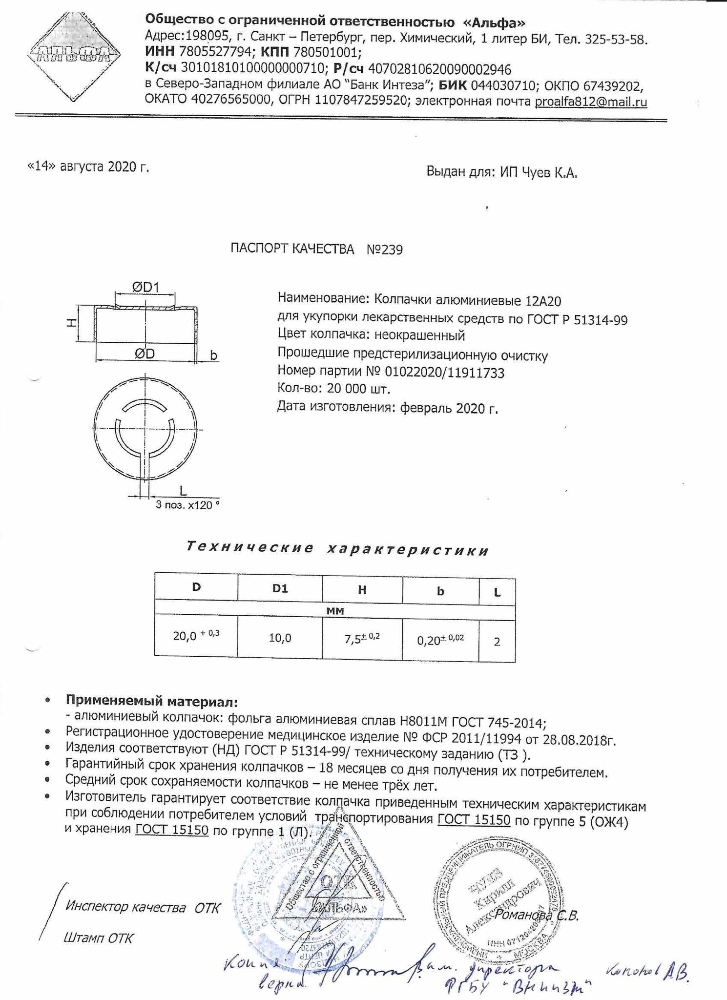 АЛЬФА
Общество с ограниченной ответственностью «Альфа»
Адрес:198095, г. Санкт – Петербург, пер. Химический, 1 литер БИ, Тел. 325-53-58.
ИНН 7805527794; КПП 780501001;
К/сч 30101810100000000710; Р/сч 40702810620090002946
в Северо-Западном филиале АО "Банк Интеза"; БИК 044030710; ОКПО 67439202,
ОКАТО 40276565000, ОГРН 1107847259520; электронная почта proalfa812@mail.ru
«14» августа 2020 г.
Выдан для: ИП Чуев К.А.
ПАСПОРТ КАЧЕСТВА №239
ØD1
H
ØD b
L
3 поз. х120 °
Наименование: Колпачки алюминиевые 12А20
для укупорки лекарственных средств по ГОСТ Р 51314-99
Цвет колпачка: неокрашенный
Прошедшие предстерилизационную очистку
Номер партии № 01022020/11911733
Кол-во: 20 000 шт.
Дата изготовления: февраль 2020 г.
Технические характеристики
D D1 H b L
мм
20,0 + 0,3 10,0 7,5± 0,2 0,20± 0,02 2
• Применяемый материал:
- алюминиевый колпачок: фольга алюминиевая сплав Н8011М ГОСТ 745-2014;
• Регистрационное удостоверение медицинское изделие № ФСР 2011/11994 от 28.08.2018г.
• Изделия соответствуют (НД) ГОСТ Р 51314-99/ техническому заданию (ТЗ ).
• Гарантийный срок хранения колпачков – 18 месяцев со дня получения их потребителем.
• Средний срок сохраняемости колпачков – не менее трёх лет.
• Изготовитель гарантирует соответствие колпачка приведенным техническим характеристикам
при соблюдении потребителем условий транспортирования ГОСТ 15150 по группе 5 (ОЖ4)
и хранения ГОСТ 15150 по группе 1 (Л).
Общество с ограниченной ответственностью
ОТК
«АЛЬФА»
ИНДИВИДУАЛЬНЫЙ ПРЕДПРИНИМАТЕЛЬ ОГРНИП
Чуев
Кирилл
Александрович
МОСКВА
Инспектор качества ОТК
Романова С.В.
Штамп ОТК
Копия
верна
Зам. директора
ФГБУ "ВНИИЗЖ"
Кононов А.В.